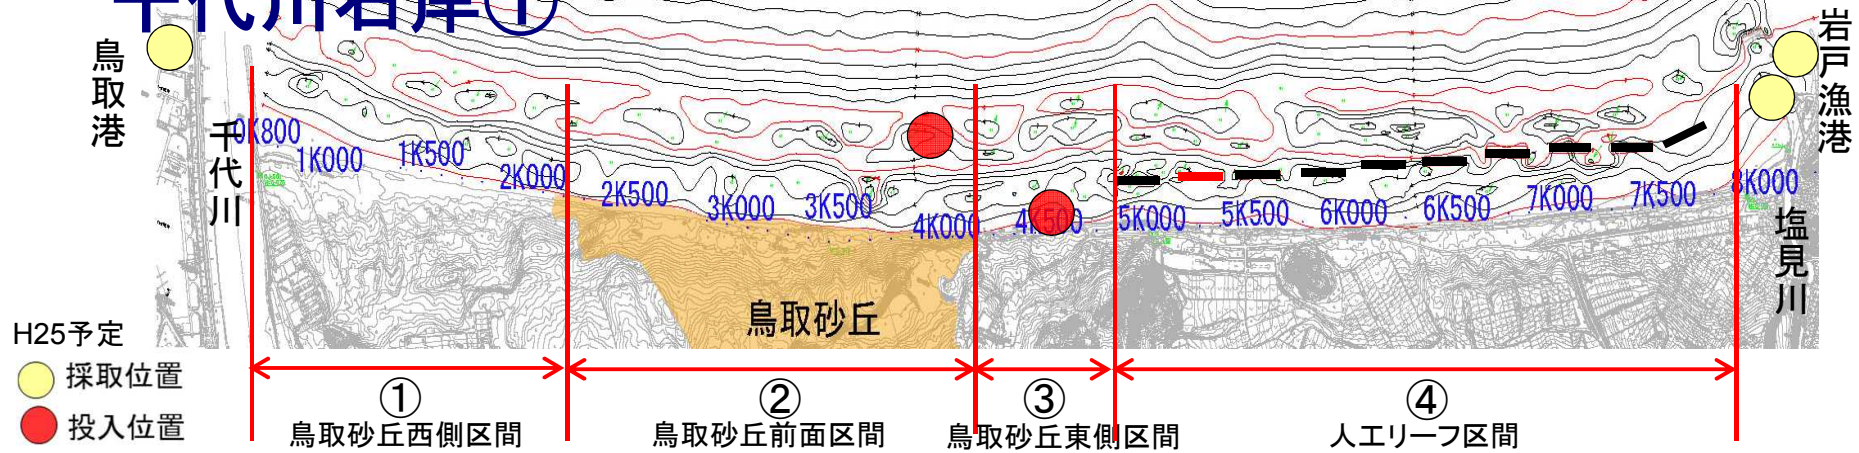 千代川右岸①
鳥取港
千代川
岩戸漁港
塩見川
0K800
1K000
1K500
2K000
2K500
3K000
3K500
4K000
4K500
5K000
5K500
6K000
6K500
7K000
7K500
8K000
鳥取砂丘
H25予定
採取位置
投入位置
①
鳥取砂丘西側区間
②
鳥取砂丘前面区間
③
鳥取砂丘東側区間
④
人工リーフ区間